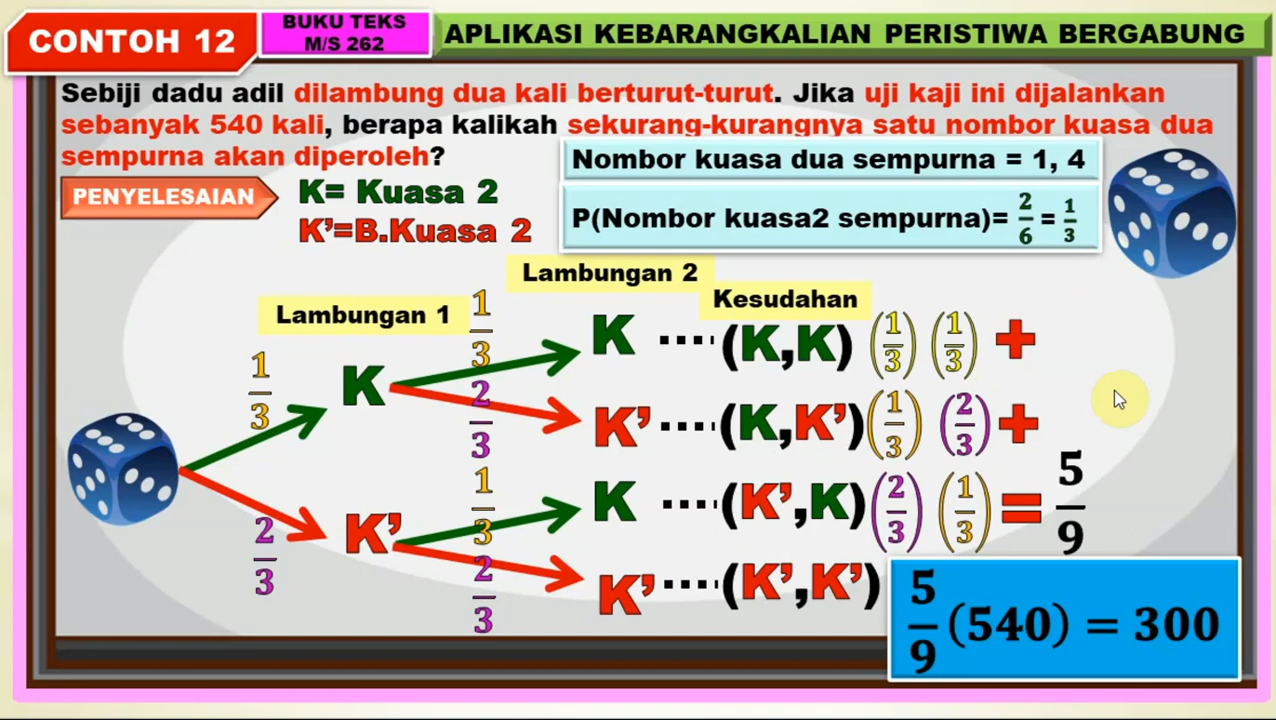 CONTOH 12
BUKU TEKS
M/S 262
APLIKASI KEBARANGKALIAN PERISTIWA BERGABUNG
Sebiji dadu adil dilambung dua kali berturut-turut. Jika uji kaji ini dijalankan
sebanyak 540 kali, berapa kalikah sekurang-kurangnya satu nombor kuasa dua
sempurna akan diperoleh?
Nombor kuasa dua sempurna = 1, 4
PENYELESAIAN
K= Kuasa 2
K’=B.Kuasa 2
P(Nombor kuasa2 sempurna)= 2/6 = 1/3
Lambungan 1
Lambungan 2
Kesudahan
1/3
K
2/3
K’
1/3 K ....(K,K) (1/3) (1/3) +
2/3 K’ ....(K,K’) (1/3) (2/3) +
1/3 K ....(K’,K) (2/3) (1/3) = 5/9
2/3 K’ ....(K’,K’)
5/9 (540) = 300